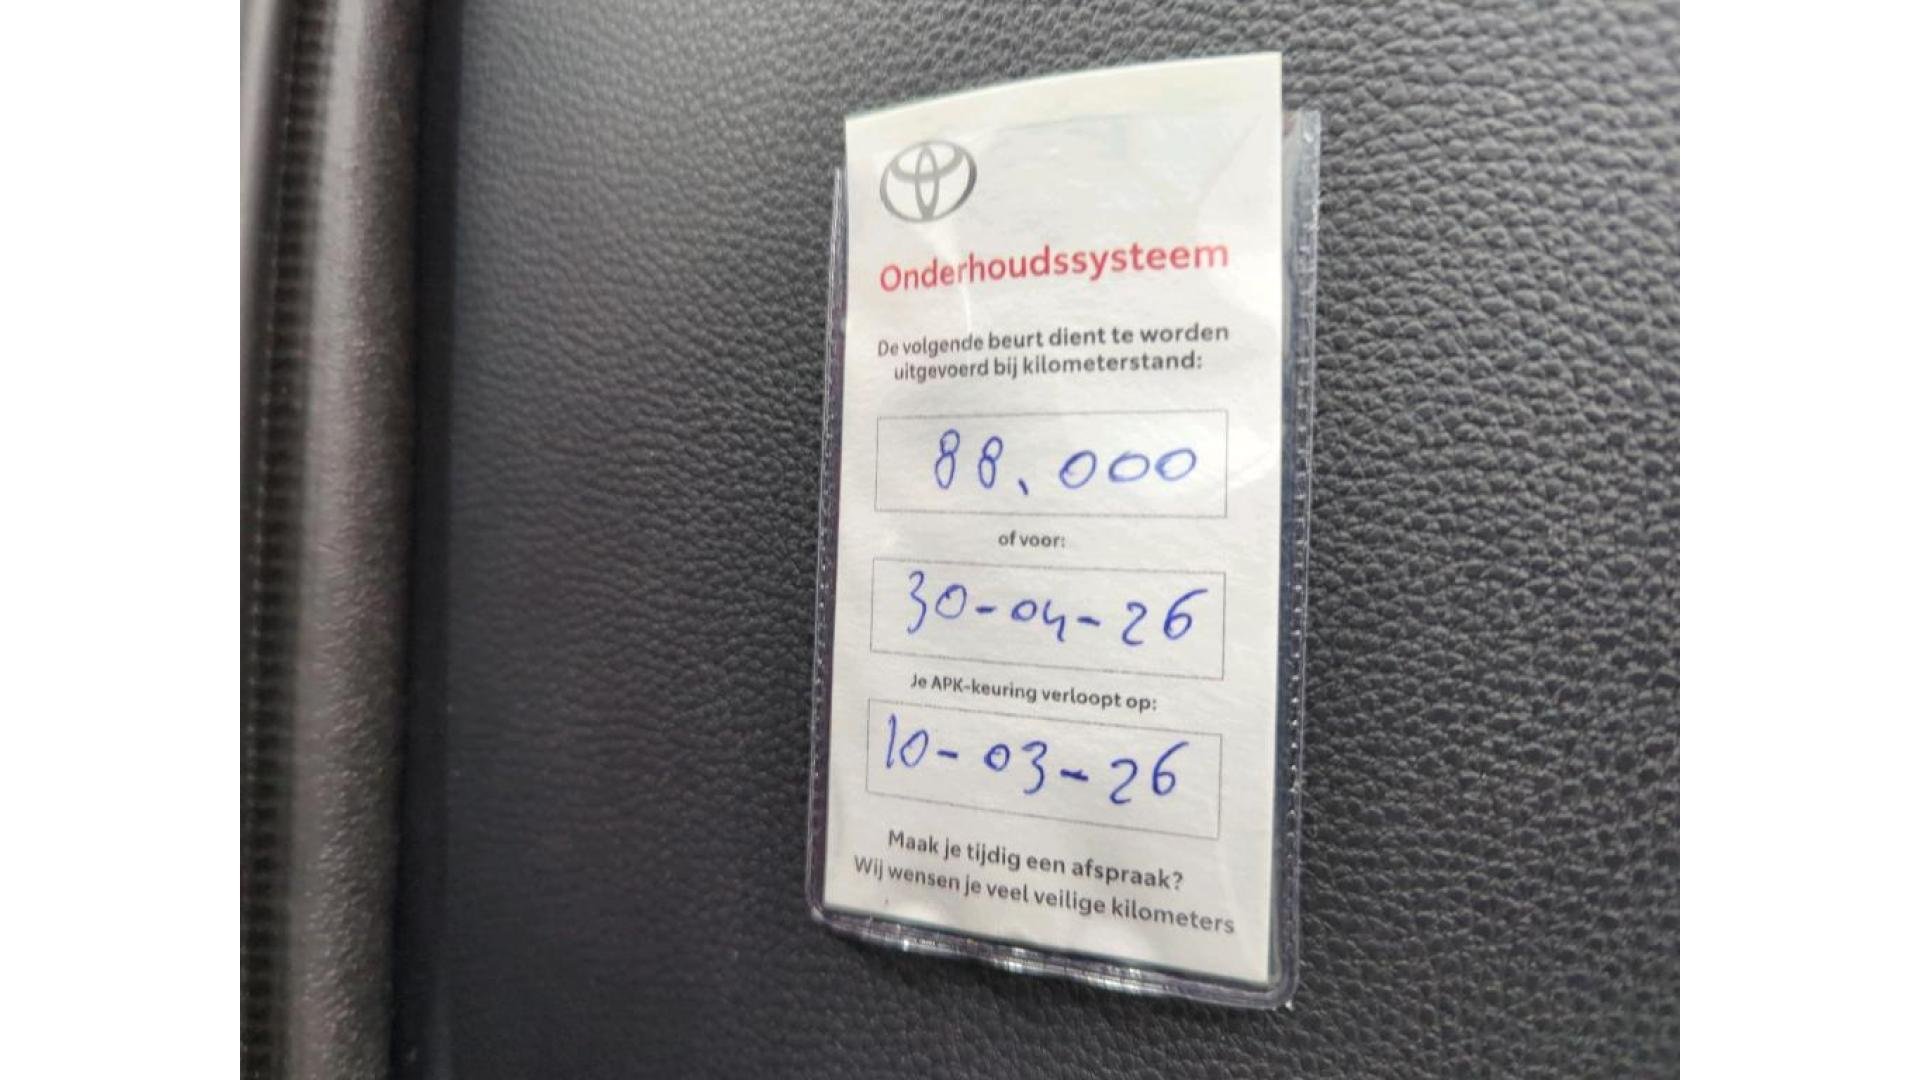 Onderhoudssysteem
De volgende beurt dient te worden
uitgevoerd bij kilometerstand:
88.000
of voor:
30-04-26
Je APK-keuring verloopt op:
10-03-26
Maak je tijdig een afspraak?
Wij wensen je veel veilige kilometers